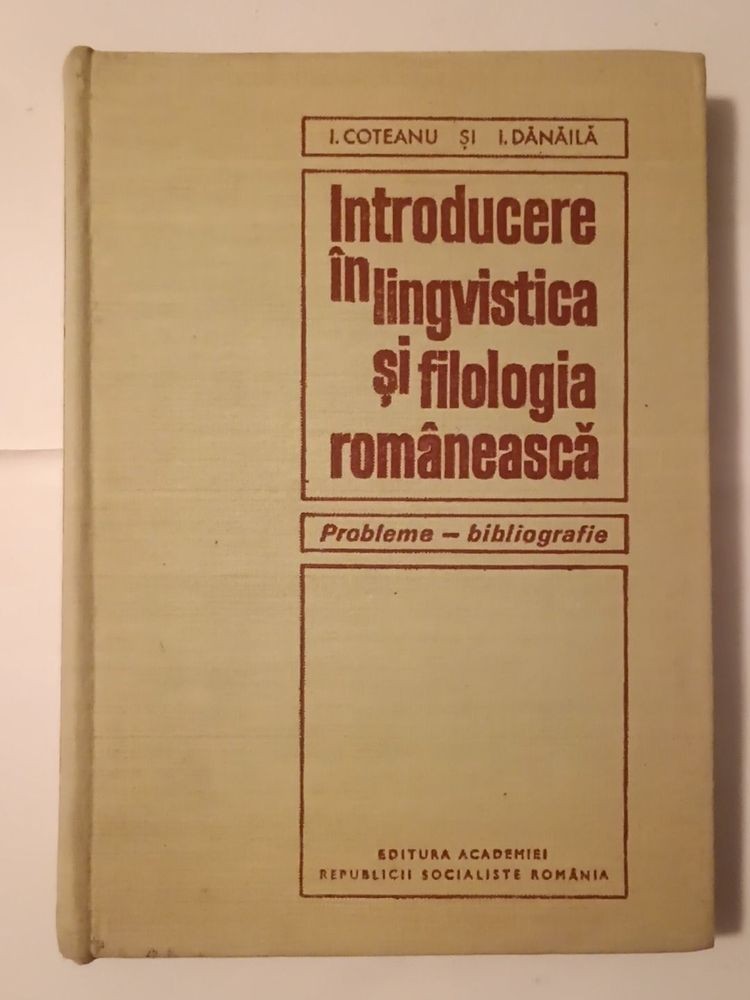 I. COTEANU ȘI I. DĂNĂILĂ
Introducere
în lingvistica
și filologia
românească
Probleme – bibliografie
EDITURA ACADEMIEI
REPUBLICII SOCIALISTE ROMÂNIA